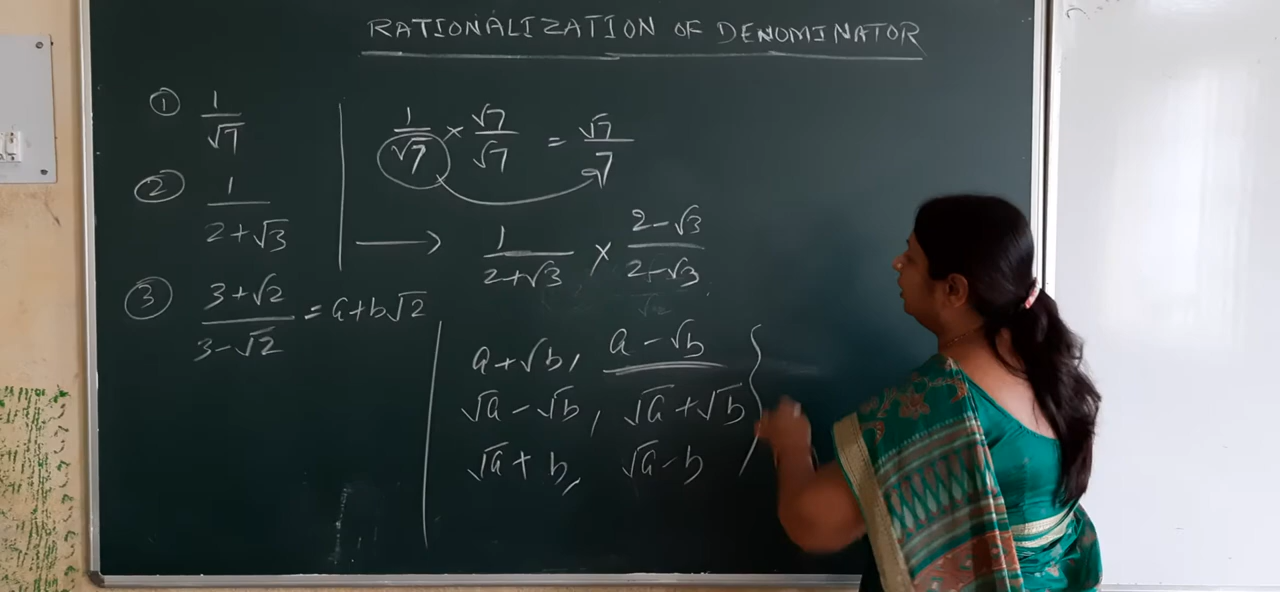 RATIONALIZATION OF DENOMINATOR
① 1/√7
② 1/(2+√3)
③ (3+√2)/(3-√2) = a+b√2
1/√7 × √7/√7 = √7/7
→ 1/(2+√3) × (2-√3)/(2-√3)
a+√b, a-√b
√a-√b, √a+√b
√a+b, √a-b